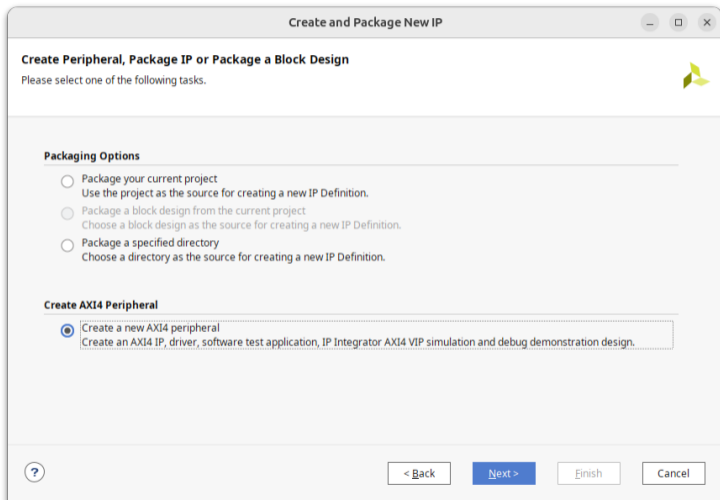 Create and Package New IP
Create Peripheral, Package IP or Package a Block Design
Please select one of the following tasks.
Packaging Options
Package your current project
Use the project as the source for creating a new IP Definition.
Package a block design from the current project
Choose a block design as the source for creating a new IP Definition.
Package a specified directory
Choose a directory as the source for creating a new IP Definition.
Create AXI4 Peripheral
Create a new AXI4 peripheral
Create an AXI4 IP, driver, software test application, IP Integrator AXI4 VIP simulation and debug demonstration design.
? < Back Next > Finish Cancel